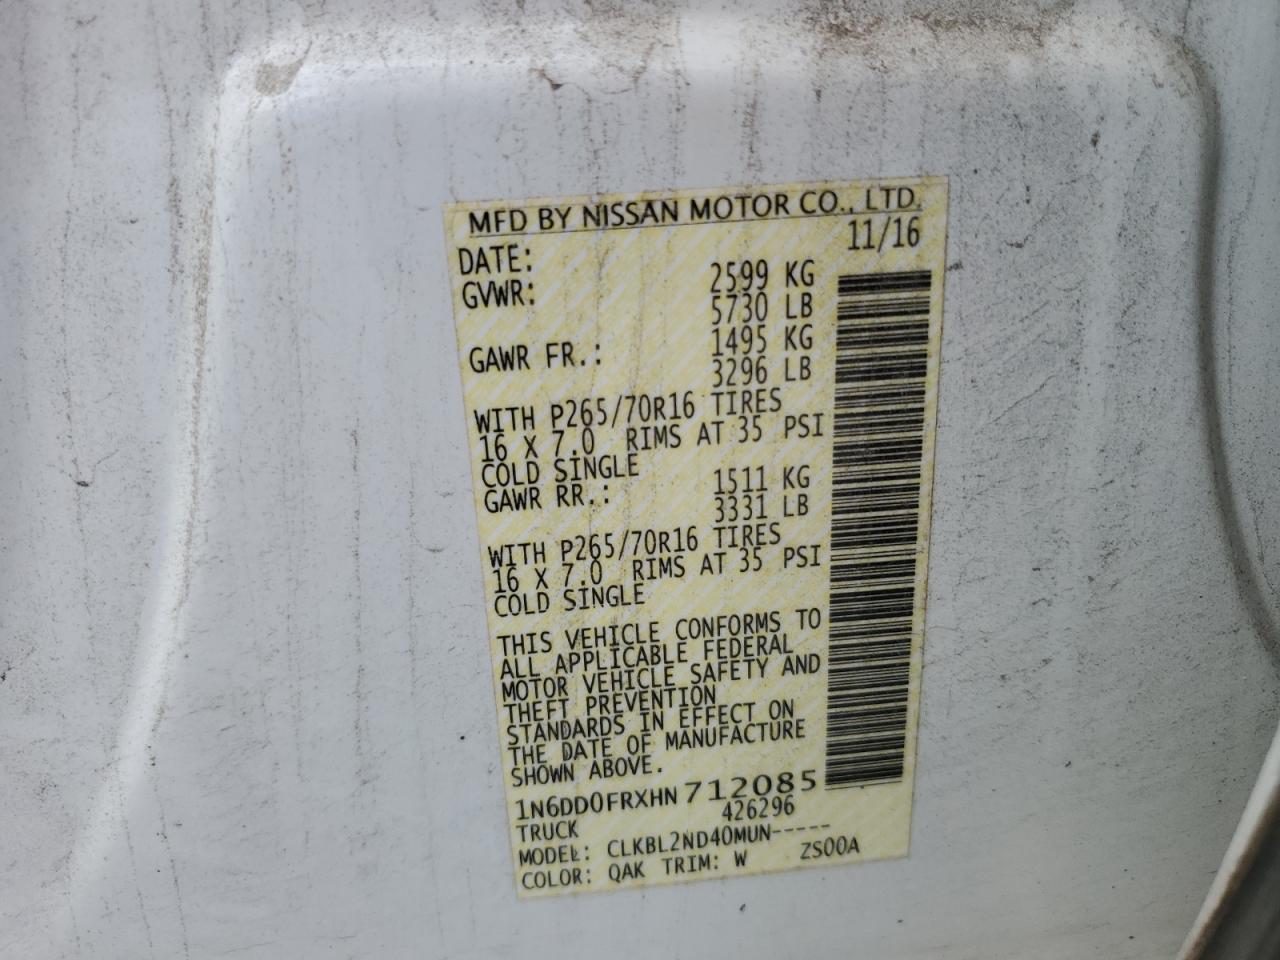 MFD BY NISSAN MOTOR CO., LTD.
DATE: 11/16
GVWR: 2599 KG
5730 LB
GAWR FR.: 1495 KG
3296 LB
WITH P265/70R16 TIRES
16 X 7.0 RIMS AT 35 PSI
COLD SINGLE
GAWR RR.: 1511 KG
3331 LB
WITH P265/70R16 TIRES
16 X 7.0 RIMS AT 35 PSI
COLD SINGLE
THIS VEHICLE CONFORMS TO
ALL APPLICABLE FEDERAL
MOTOR VEHICLE SAFETY AND
THEFT PREVENTION
STANDARDS IN EFFECT ON
THE DATE OF MANUFACTURE
SHOWN ABOVE.
1N6DD0FRXHN 712085
TRUCK 426296
MODEL: CLKBL2ND40MUN-----
COLOR: QAK TRIM: W ZS00A